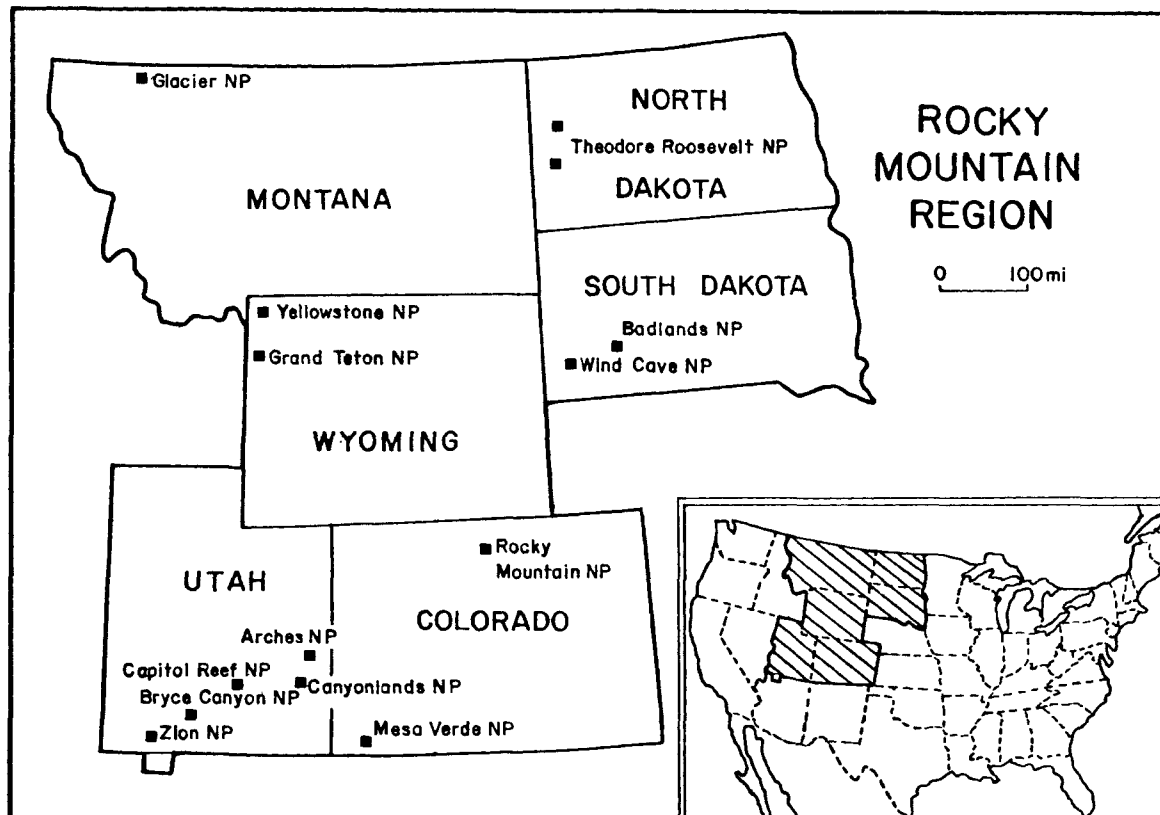 Glacier NP
MONTANA
NORTH
Theodore Roosevelt NP
DAKOTA
ROCKY
MOUNTAIN
REGION
0 100mi
SOUTH DAKOTA
Badlands NP
Wind Cave NP
Yellowstone NP
Grand Teton NP
WYOMING
UTAH
Rocky
Mountain NP
COLORADO
Arches NP
Capitol Reef NP
Canyonlands NP
Bryce Canyon NP
Zion NP
Mesa Verde NP